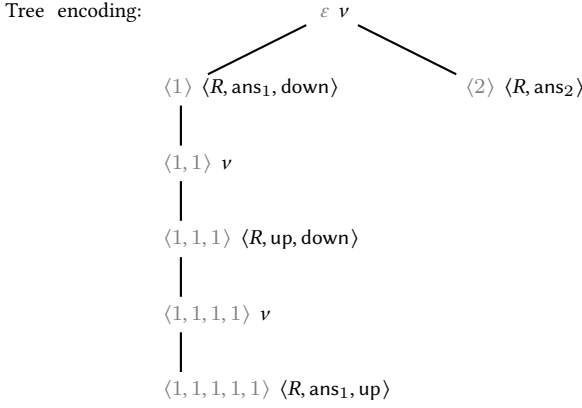 Tree encoding:
ε ν
⟨1⟩ ⟨R, ans₁, down⟩
⟨2⟩ ⟨R, ans₂⟩
⟨1, 1⟩ ν
⟨1, 1, 1⟩ ⟨R, up, down⟩
⟨1, 1, 1, 1⟩ ν
⟨1, 1, 1, 1, 1⟩ ⟨R, ans₁, up⟩